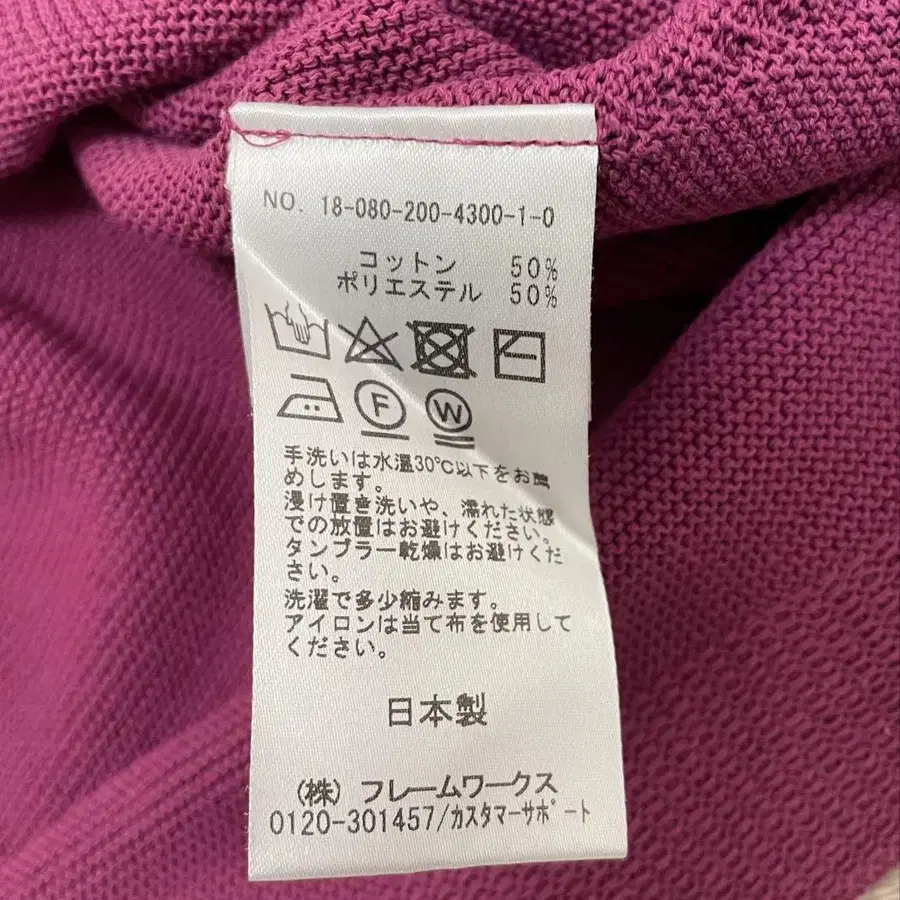 NO. 18-080-200-4300-1-0
コットン 50%
ポリエステル 50%
F W
手洗いは水温30℃以下をお薦
めします。
浸け置き洗いや、濡れた状態
での放置はお避けください。
タンブラー乾燥はお避けくだ
さい。
洗濯で多少縮みます。
アイロンは当て布を使用して
ください。
日本製
(株) フレームワークス
0120-301457/カスタマーサポート